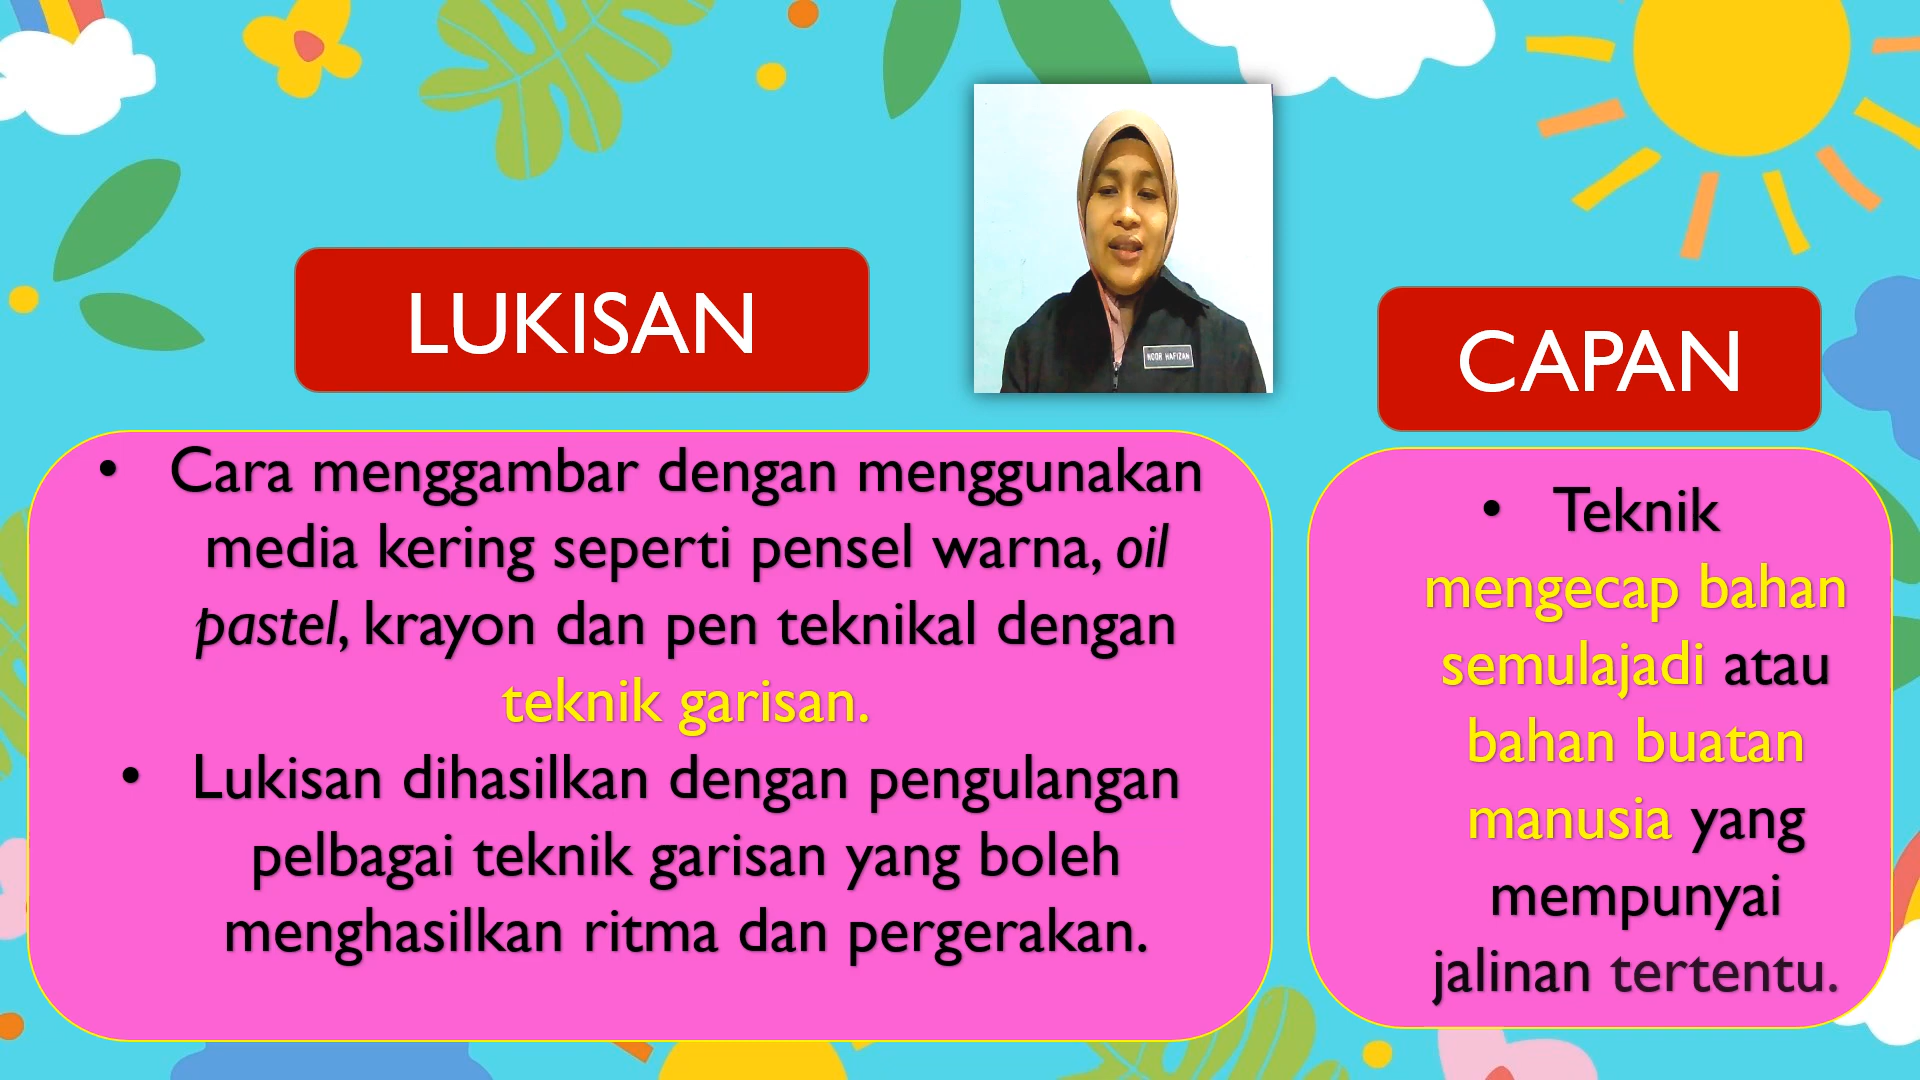 LUKISAN
NOOR HAFIZAN
CAPAN
• Cara menggambar dengan menggunakan
media kering seperti pensel warna, oil
pastel, krayon dan pen teknikal dengan
teknik garisan.
• Lukisan dihasilkan dengan pengulangan
pelbagai teknik garisan yang boleh
menghasilkan ritma dan pergerakan.
• Teknik
mengecap bahan
semulajadi atau
bahan buatan
manusia yang
mempunyai
jalinan tertentu.